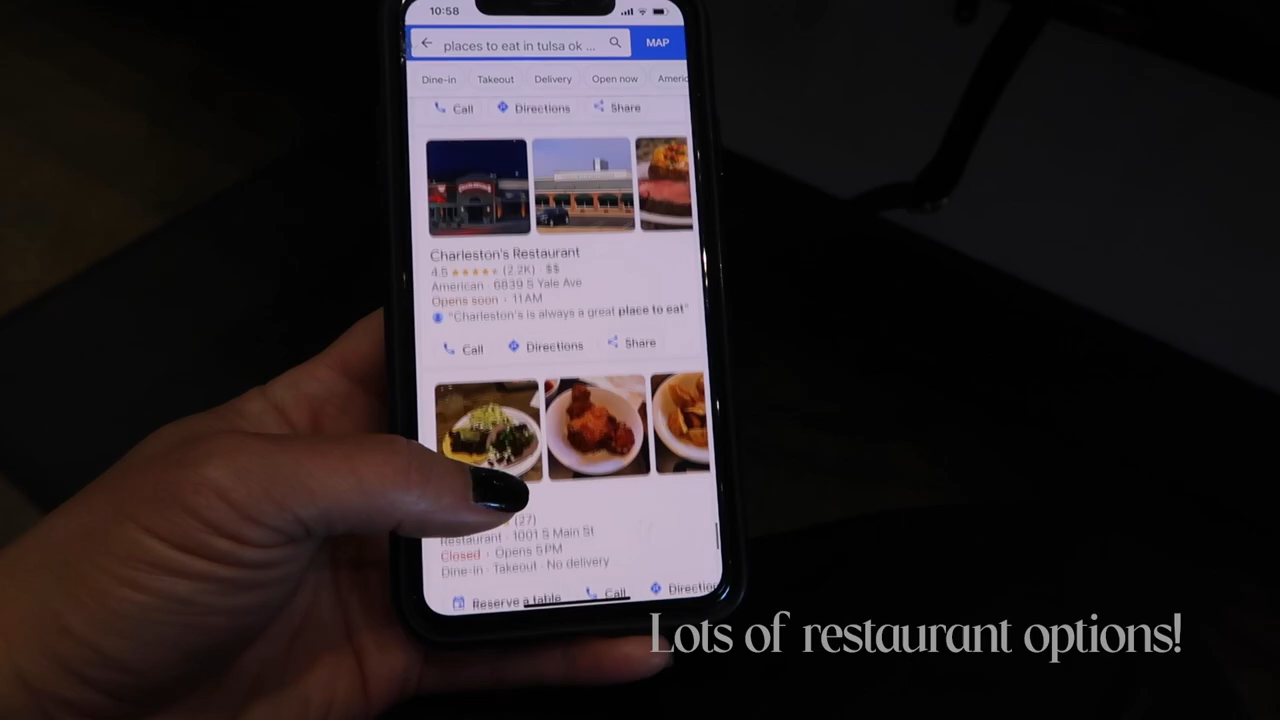 10:58
places to eat in tulsa ok ...
MAP
Dine-in
Takeout
Delivery
Open now
Americ
Call
Directions
Share
Charleston's Restaurant
4.5 ★★★★★ (2.2K) · $$
American · 6839 S Yale Ave
Opens soon · 11AM
"Charleston's is always a great place to eat"
Call
Directions
Share
(27)
Restaurant · 1001 S Main St
Closed · Opens 5PM
Dine-in · Takeout · No delivery
Reserve a table
Call
Direction
Lots of restaurant options!